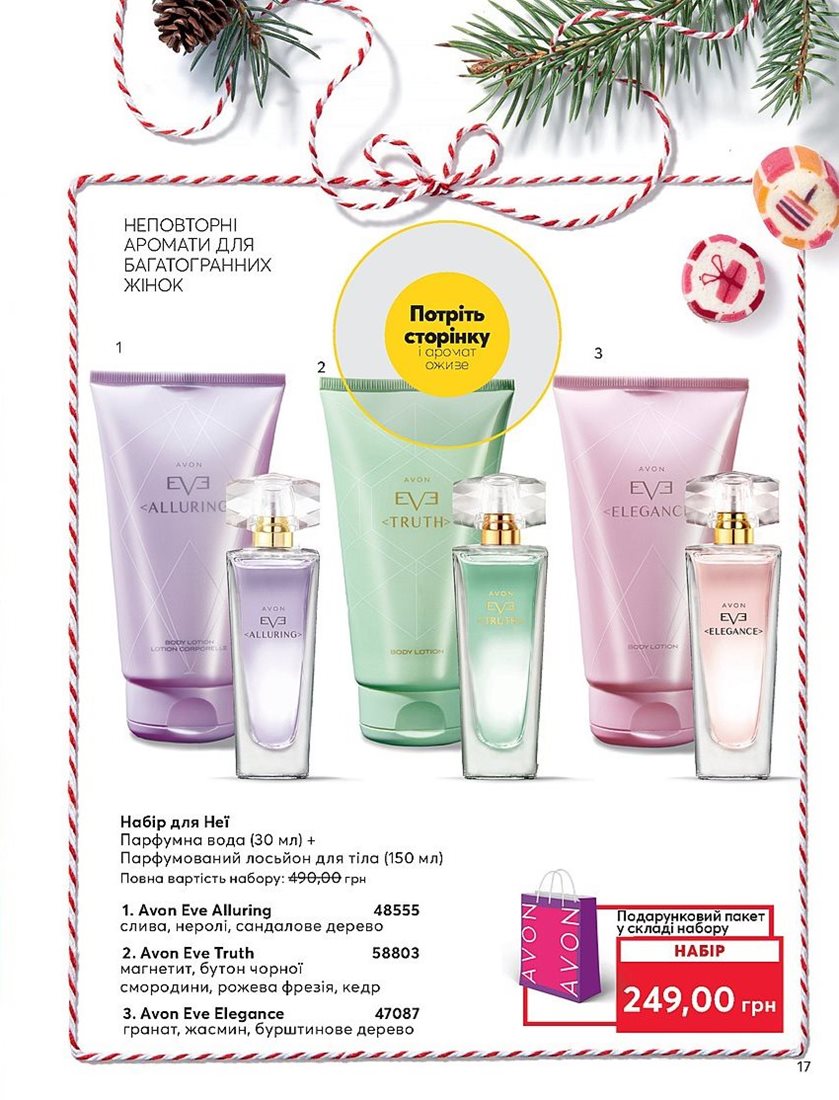 НЕПОВТОРНІ
АРОМАТИ ДЛЯ
БАГАТОГРАННИХ
ЖІНОК
Потріть
сторінку
і аромат
оживе
1
2
3
AVON
EVE
<ALLURING
BODY LOTION
LOTION CORPORELLE
AVON
EVE
<ALLURING>
AVON
EVE
<TRUTH>
BODY LOTION
AVON
EVE
<TRUTH>
AVON
EVE
<ELEGANCE
BODY LOTION
AVON
EVE
<ELEGANCE>
Набір для Неї
Парфумна вода (30 мл) +
Парфумований лосьйон для тіла (150 мл)
Повна вартість набору: 490,00 грн
1. Avon Eve Alluring 48555
слива, неролі, сандалове дерево
2. Avon Eve Truth 58803
магнетит, бутон чорної
смородини, рожева фрезія, кедр
3. Avon Eve Elegance 47087
гранат, жасмин, бурштинове дерево
AVON
AVON
Подарунковий пакет
у складі набору
НАБІР
249,00 грн
17